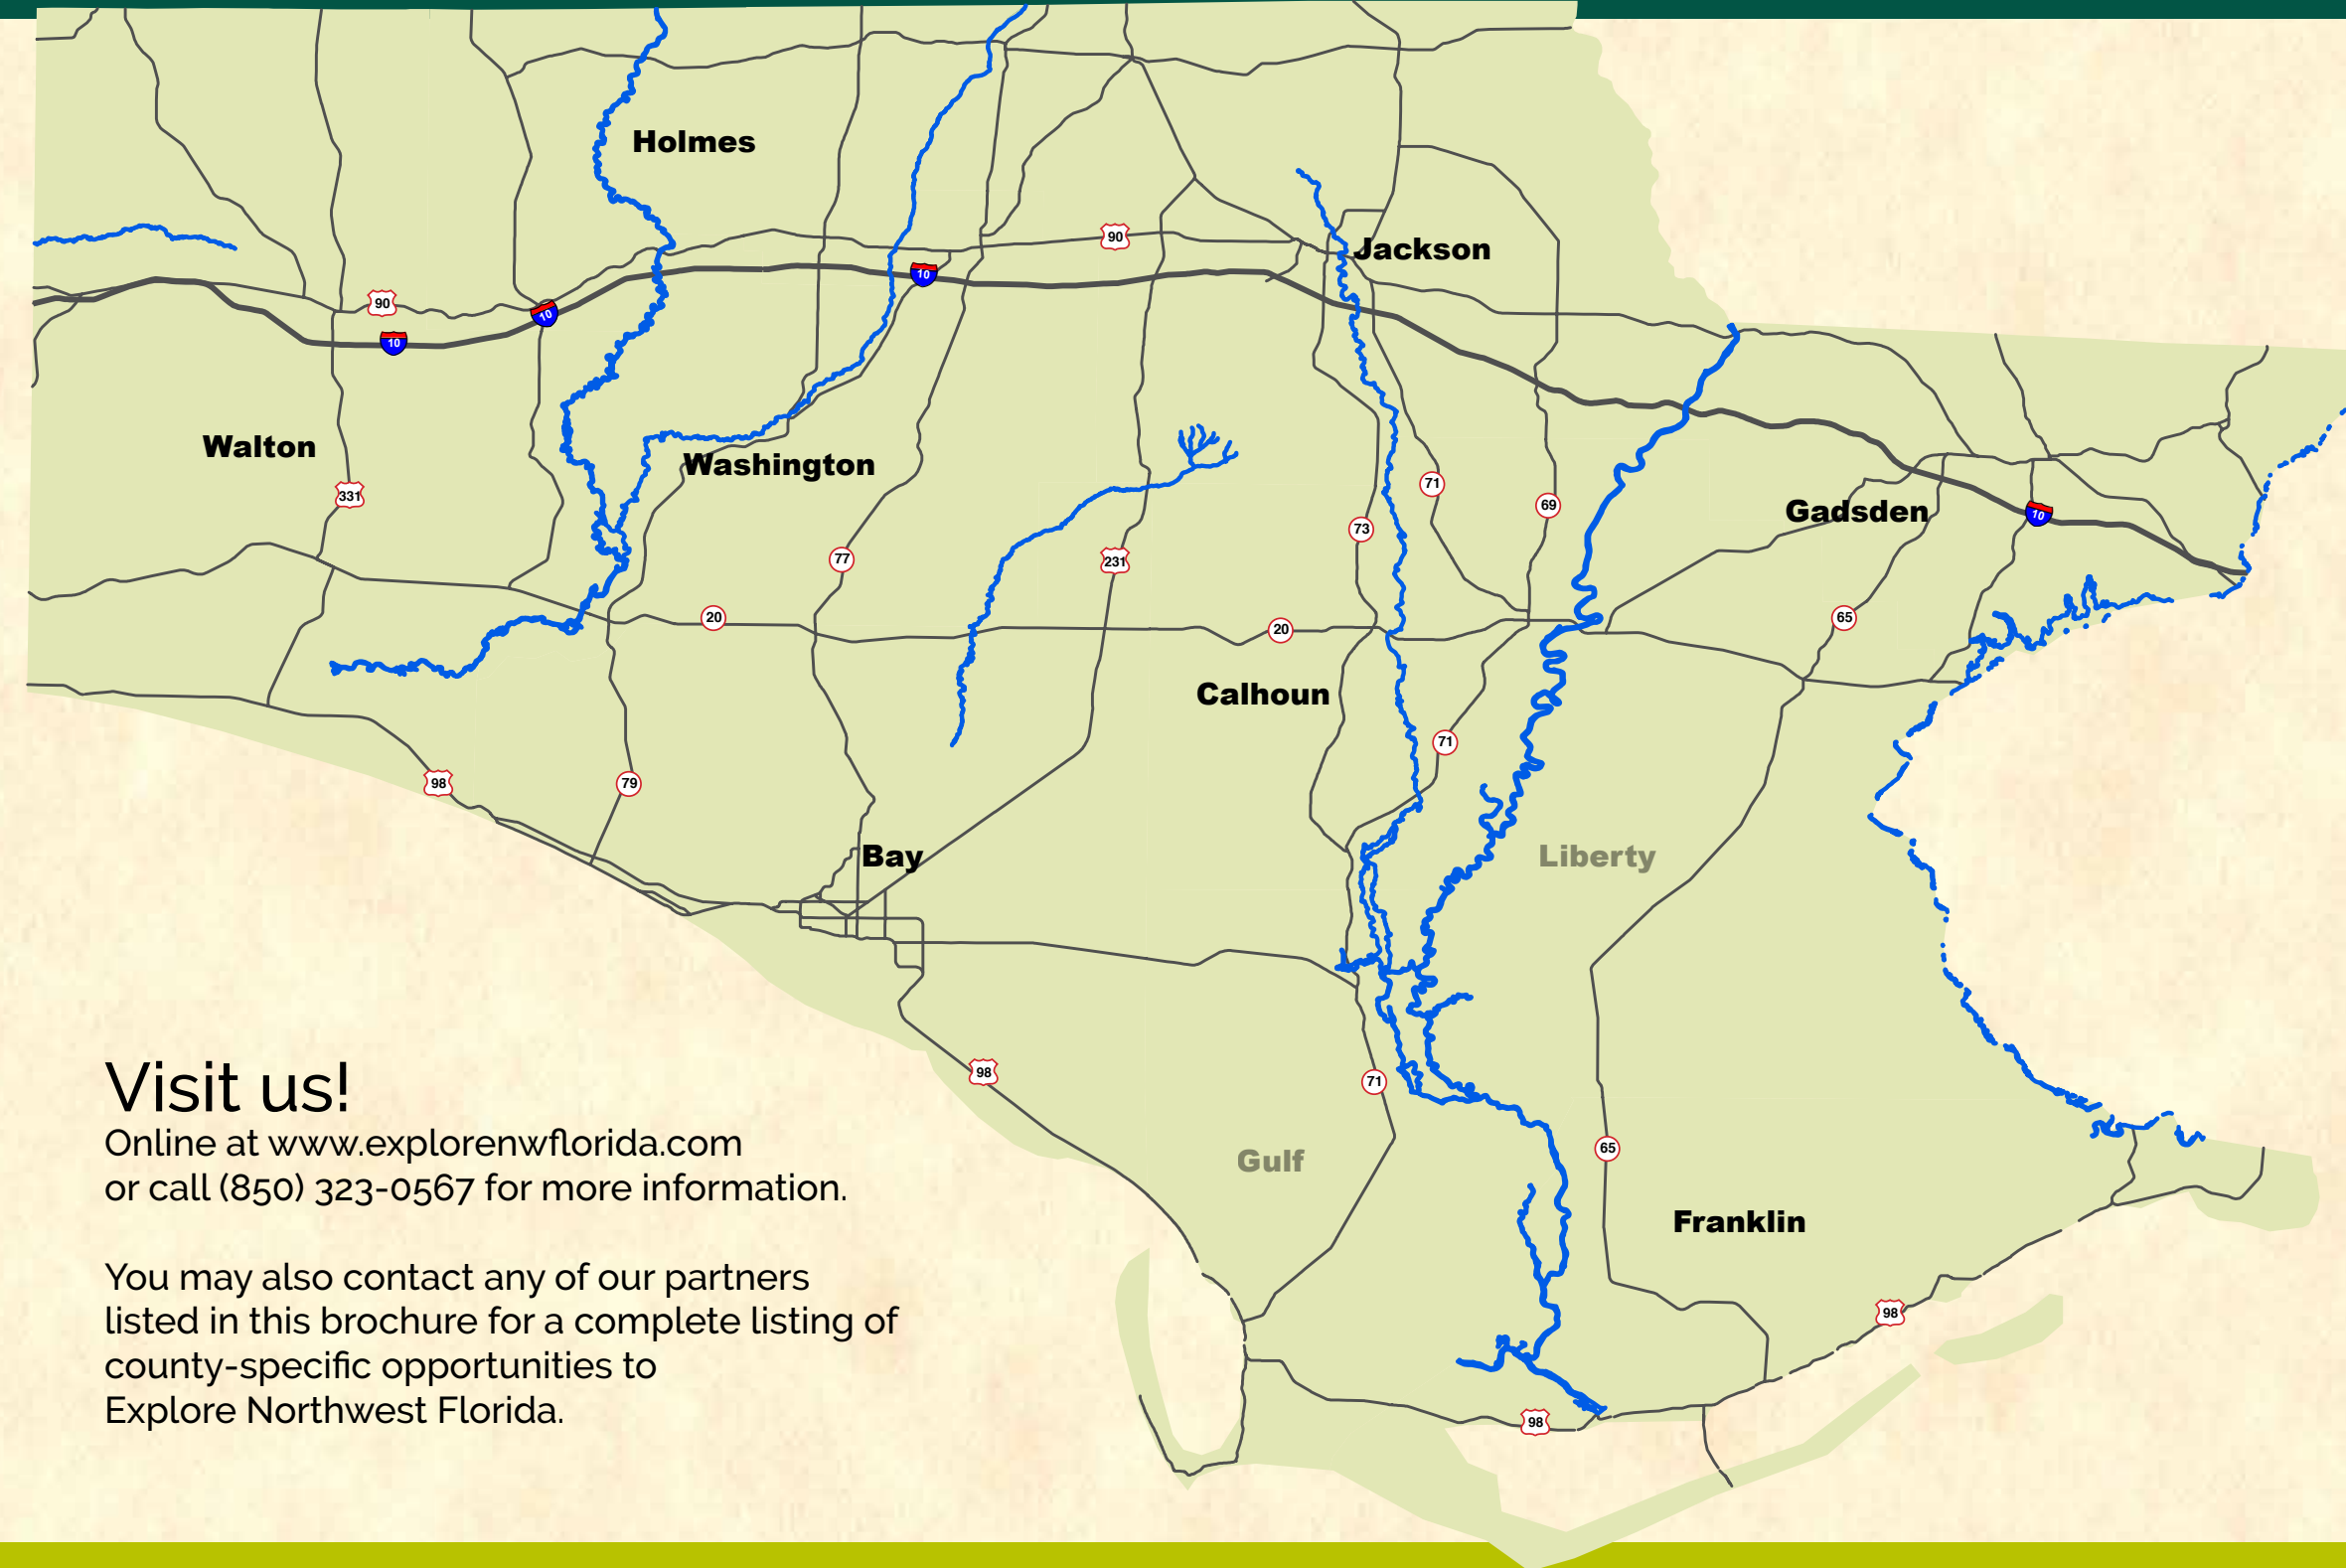 Holmes
90
Jackson
10
90
10
10
Walton
Washington
331
71
69
Gadsden
10
73
77
231
20
20
65
Calhoun
71
98
79
Bay
Liberty
98
71
Visit us!
Online at www.explorenwflorida.com
or call (850) 323-0567 for more information.
You may also contact any of our partners
listed in this brochure for a complete listing of
county-specific opportunities to
Explore Northwest Florida.
65
Gulf
Franklin
98
98